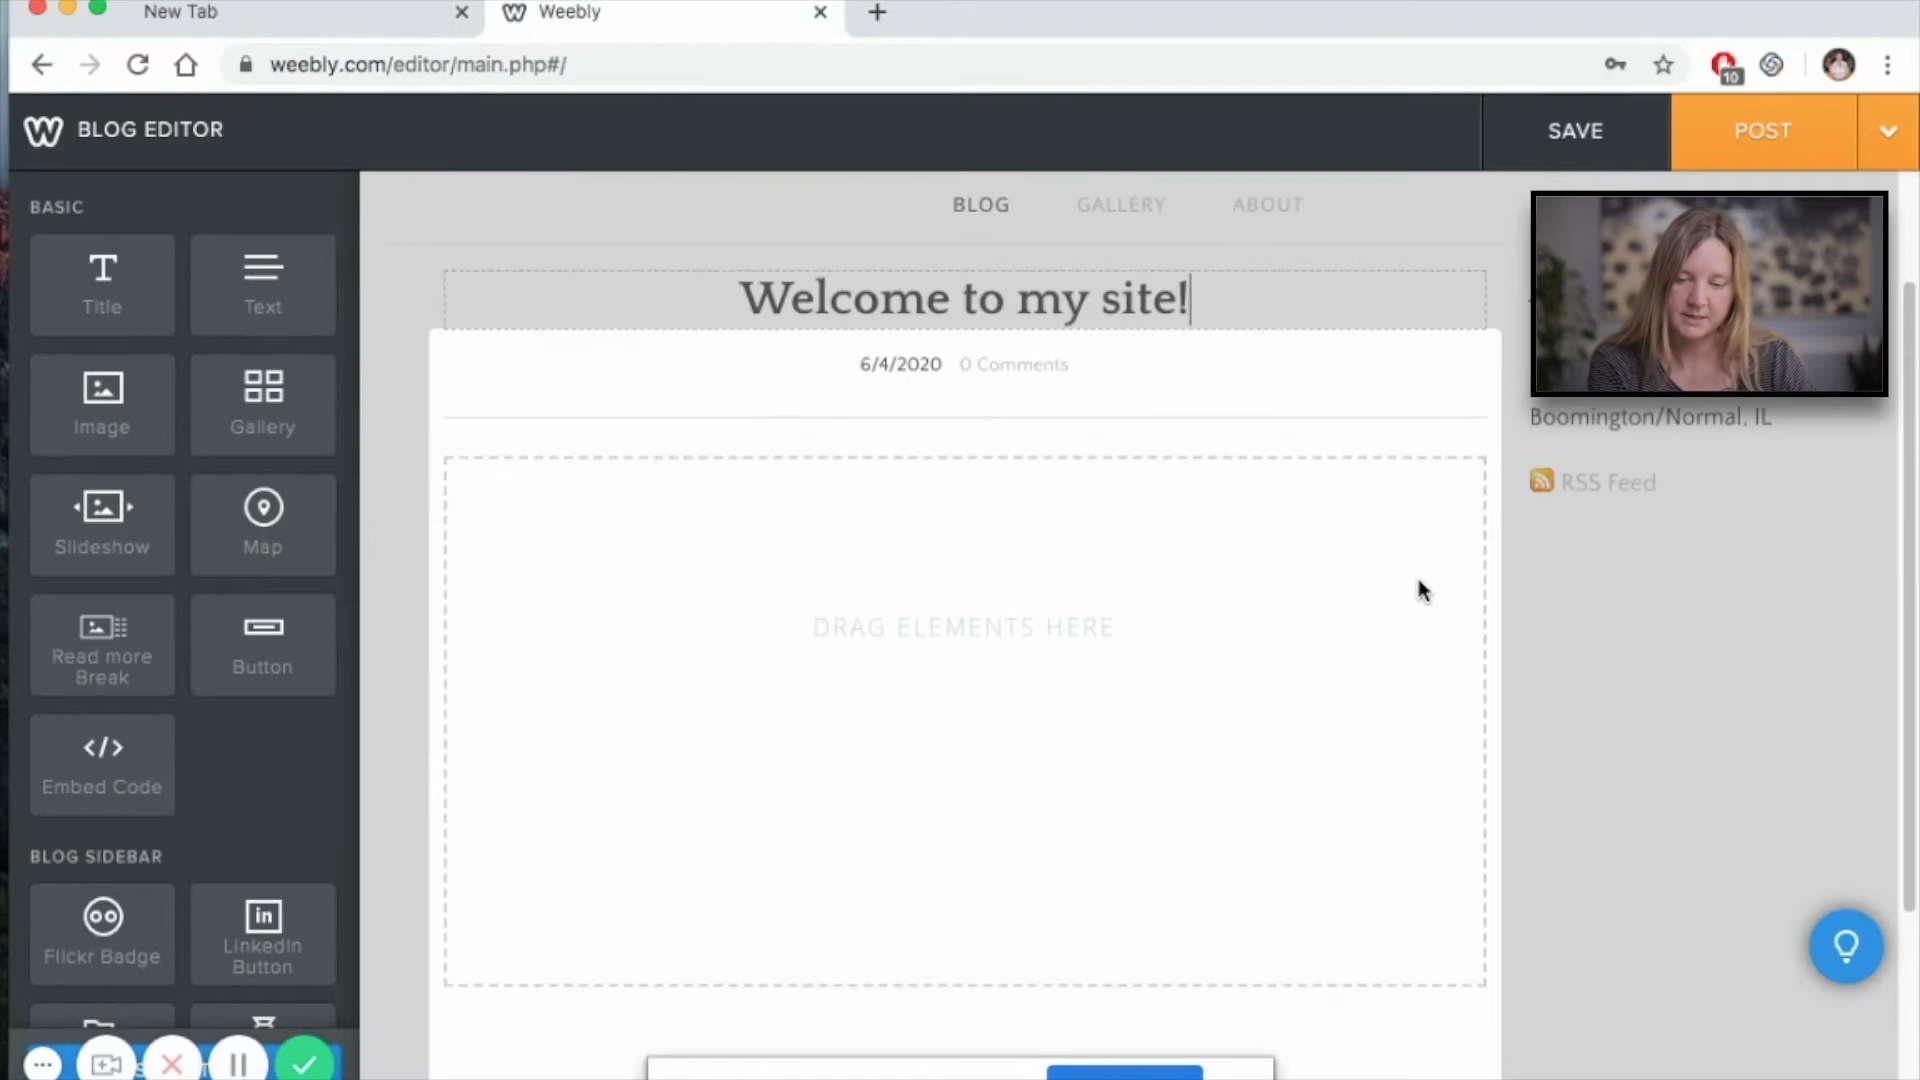 New Tab
Weebly
weebly.com/editor/main.php#/
10
BLOG EDITOR
SAVE
POST
BASIC
Title
Text
Image
Gallery
Slideshow
Map
Read more
Break
Button
Embed Code
BLOG SIDEBAR
Flickr Badge
LinkedIn
Button
BLOG
GALLERY
ABOUT
Welcome to my site!
6/4/2020 0 Comments
DRAG ELEMENTS HERE
Boomington/Normal, IL
RSS Feed